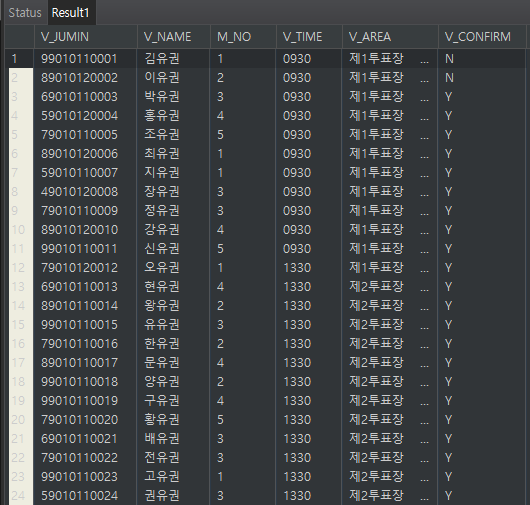 Status Result1
V_JUMIN V_NAME M_NO V_TIME V_AREA V_CONFIRM
1 99010110001 김유권 1 0930 제1투표장 ... N
2 89010120002 이유권 2 0930 제1투표장 ... N
3 69010110003 박유권 3 0930 제1투표장 ... Y
4 59010120004 홍유권 4 0930 제1투표장 ... Y
5 79010110005 조유권 5 0930 제1투표장 ... Y
6 89010120006 최유권 1 0930 제1투표장 ... Y
7 59010110007 지유권 1 0930 제1투표장 ... Y
8 49010120008 장유권 3 0930 제1투표장 ... Y
9 79010110009 정유권 3 0930 제1투표장 ... Y
10 89010120010 강유권 4 0930 제1투표장 ... Y
11 99010110011 신유권 5 0930 제1투표장 ... Y
12 79010120012 오유권 1 1330 제1투표장 ... Y
13 69010110013 현유권 4 1330 제2투표장 ... Y
14 89010110014 왕유권 2 1330 제2투표장 ... Y
15 99010110015 유유권 3 1330 제2투표장 ... Y
16 79010110016 한유권 2 1330 제2투표장 ... Y
17 89010110017 문유권 4 1330 제2투표장 ... Y
18 99010110018 양유권 2 1330 제2투표장 ... Y
19 99010110019 구유권 4 1330 제2투표장 ... Y
20 79010110020 황유권 5 1330 제2투표장 ... Y
21 69010110021 배유권 3 1330 제2투표장 ... Y
22 79010110022 전유권 3 1330 제2투표장 ... Y
23 99010110023 고유권 1 1330 제2투표장 ... Y
24 59010110024 권유권 3 1330 제2투표장 ... Y